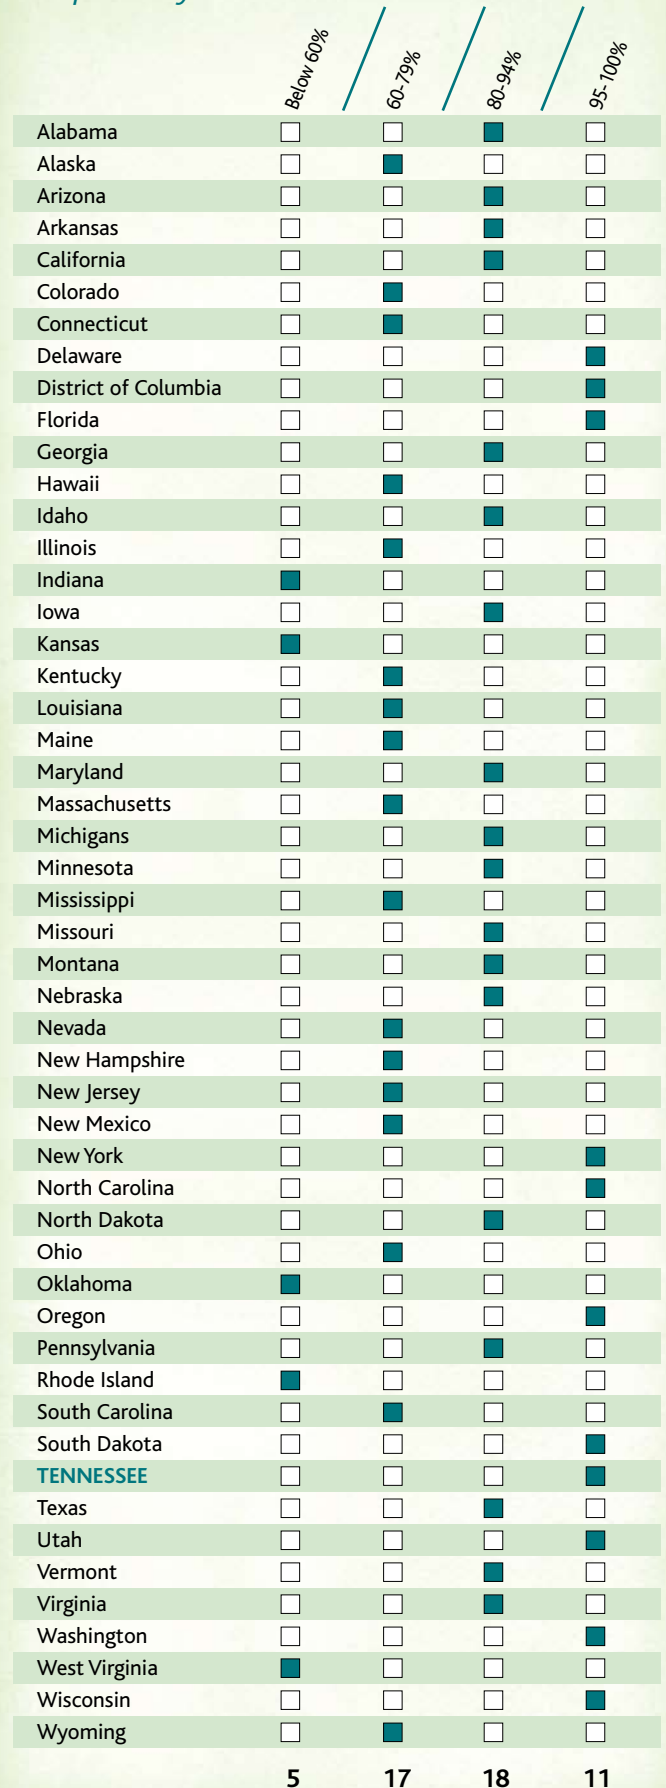 Below 60%
60-79%
80-94%
95-100%
Alabama
Alaska
Arizona
Arkansas
California
Colorado
Connecticut
Delaware
District of Columbia
Florida
Georgia
Hawaii
Idaho
Illinois
Indiana
Iowa
Kansas
Kentucky
Louisiana
Maine
Maryland
Massachusetts
Michigans
Minnesota
Mississippi
Missouri
Montana
Nebraska
Nevada
New Hampshire
New Jersey
New Mexico
New York
North Carolina
North Dakota
Ohio
Oklahoma
Oregon
Pennsylvania
Rhode Island
South Carolina
South Dakota
TENNESSEE
Texas
Utah
Vermont
Virginia
Washington
West Virginia
Wisconsin
Wyoming
5 17 18 11